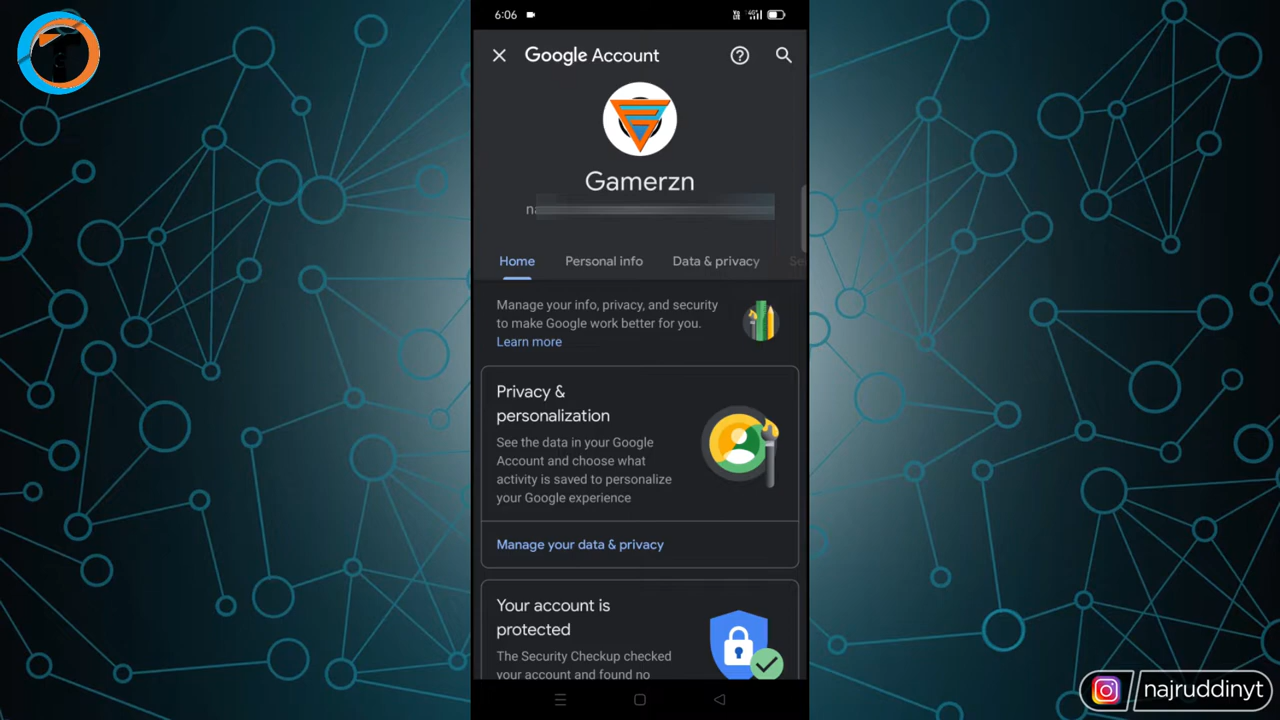 6:06
Google Account
Gamerzn
na
Home Personal info Data & privacy
Manage your info, privacy, and security
to make Google work better for you.
Learn more
Privacy &
personalization
See the data in your Google
Account and choose what
activity is saved to personalize
your Google experience
Manage your data & privacy
Your account is
protected
The Security Checkup checked
your account and found no
najruddinyt